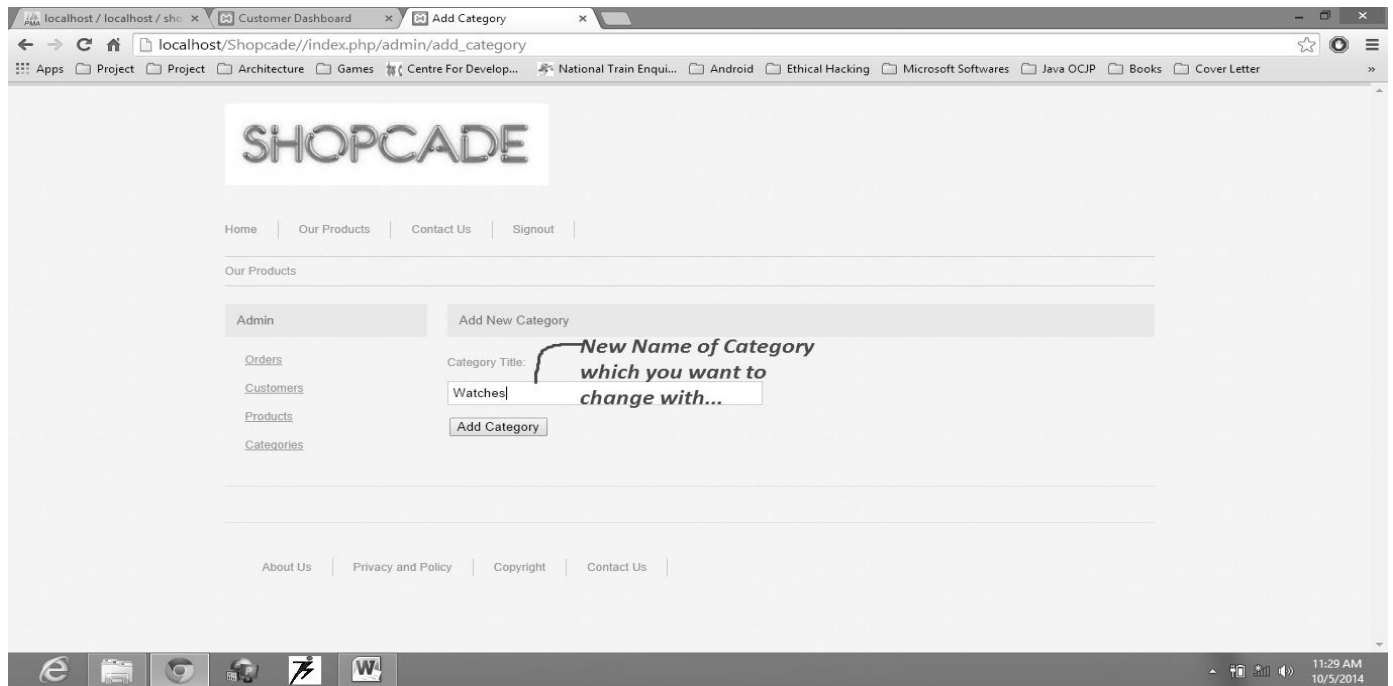 PMA localhost / localhost / sho ×
Customer Dashboard ×
Add Category ×
localhost/Shopcade//index.php/admin/add_category
Apps Project Project Architecture Games Centre For Develop... National Train Enqui... Android Ethical Hacking Microsoft Softwares Java OCJP Books Cover Letter »
SHOPCADE
Home Our Products Contact Us Signout
Our Products
Admin
Orders
Customers
Products
Categories
Add New Category
Category Title:
Watches
Add Category
New Name of Category
which you want to
change with...
About Us Privacy and Policy Copyright Contact Us
11:29 AM
10/5/2014